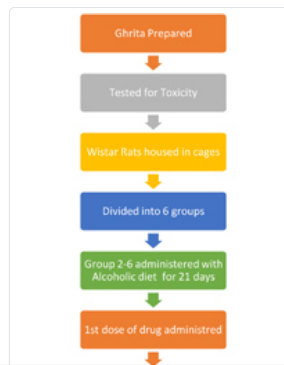 Ghrita Prepared
Tested for Toxicity
Wistar Rats housed in cages
Divided into 6 groups
Group 2-6 administered with
Alcoholic diet for 21 days
1st dose of drug administred